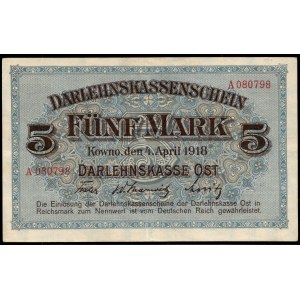 DARLEHNSKASSENSCHEIN
A 080798
5 FÜNF MARK 5
Kowno, den 4. April 1918
A 080798 DARLEHNSKASSE OST
Die Einlösung der Darlehnskassenscheine der Darlehnskasse Ost in
Reichsmark zum Nennwert ist vom Deutschen Reich gewährleistet.